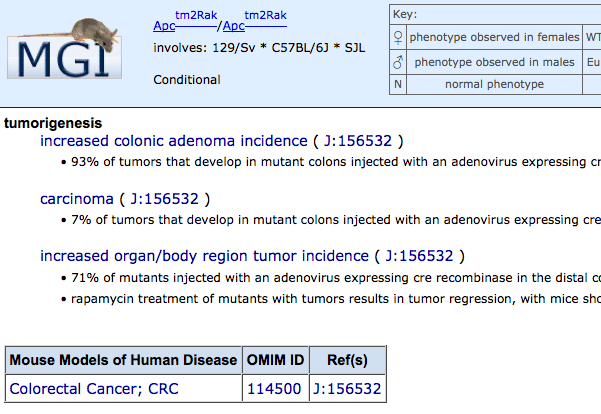 MGI
Apc^tm2Rak/Apc^tm2Rak
involves: 129/Sv * C57BL/6J * SJL
Conditional
Key:
♀ phenotype observed in females WT
♂ phenotype observed in males Eu
N normal phenotype
tumorigenesis
increased colonic adenoma incidence ( J:156532 )
• 93% of tumors that develop in mutant colons injected with an adenovirus expressing cr
carcinoma ( J:156532 )
• 7% of tumors that develop in mutant colons injected with an adenovirus expressing cre
increased organ/body region tumor incidence ( J:156532 )
• 71% of mutants injected with an adenovirus expressing cre recombinase in the distal co
• rapamycin treatment of mutants with tumors results in tumor regression, with mice sho
Mouse Models of Human Disease OMIM ID Ref(s)
Colorectal Cancer; CRC 114500 J:156532